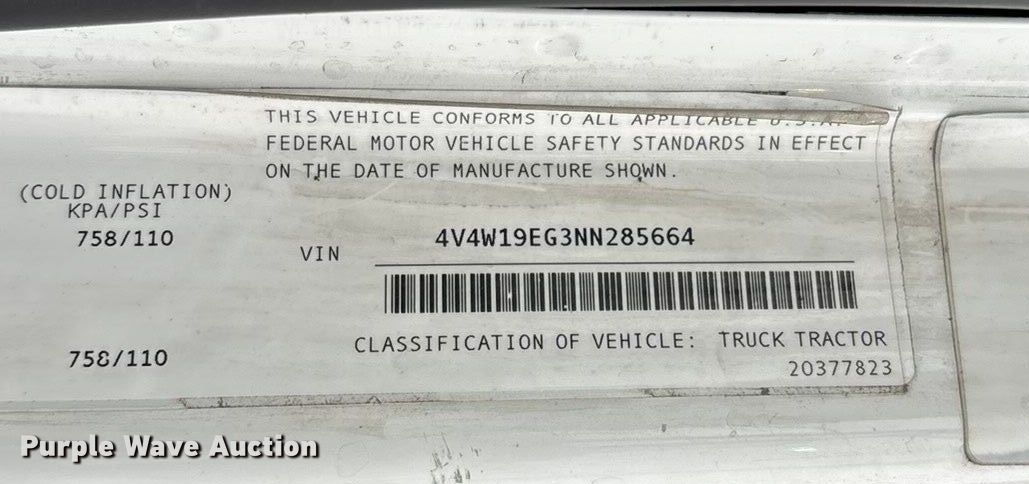 THIS VEHICLE CONFORMS TO ALL APPLICABLE U.S.A.
FEDERAL MOTOR VEHICLE SAFETY STANDARDS IN EFFECT
ON THE DATE OF MANUFACTURE SHOWN.
(COLD INFLATION)
KPA/PSI
758/110
VIN 4V4W19EG3NN285664
758/110
CLASSIFICATION OF VEHICLE: TRUCK TRACTOR
20377823
Purple Wave Auction